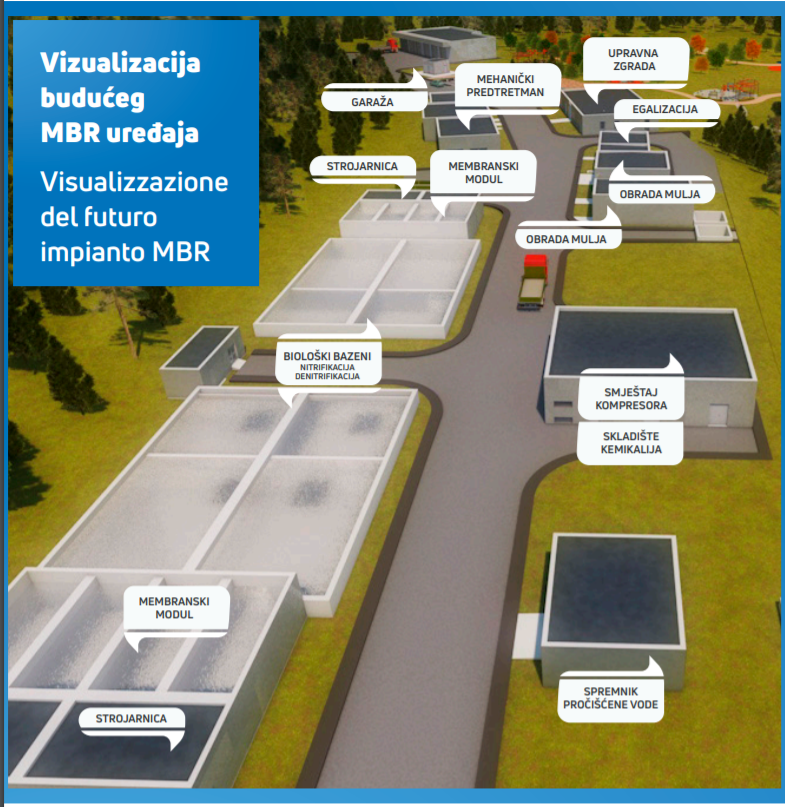 Vizualizacija
budućeg
MBR uređaja
Visualizzazione
del futuro
impianto MBR
GARAŽA
MEHANIČKI
PREDTRETMAN
UPRAVNA
ZGRADA
EGALIZACIJA
STROJARNICA
MEMBRANSKI
MODUL
OBRADA MULJA
OBRADA MULJA
BIOLOŠKI BAZENI
NITRIFIKACIJA
DENITRIFIKACIJA
SMJEŠTAJ
KOMPRESORA
SKLADIŠTE
KEMIKALIJA
MEMBRANSKI
MODUL
SPREMNIK
PROČIŠĆENE VODE
STROJARNICA